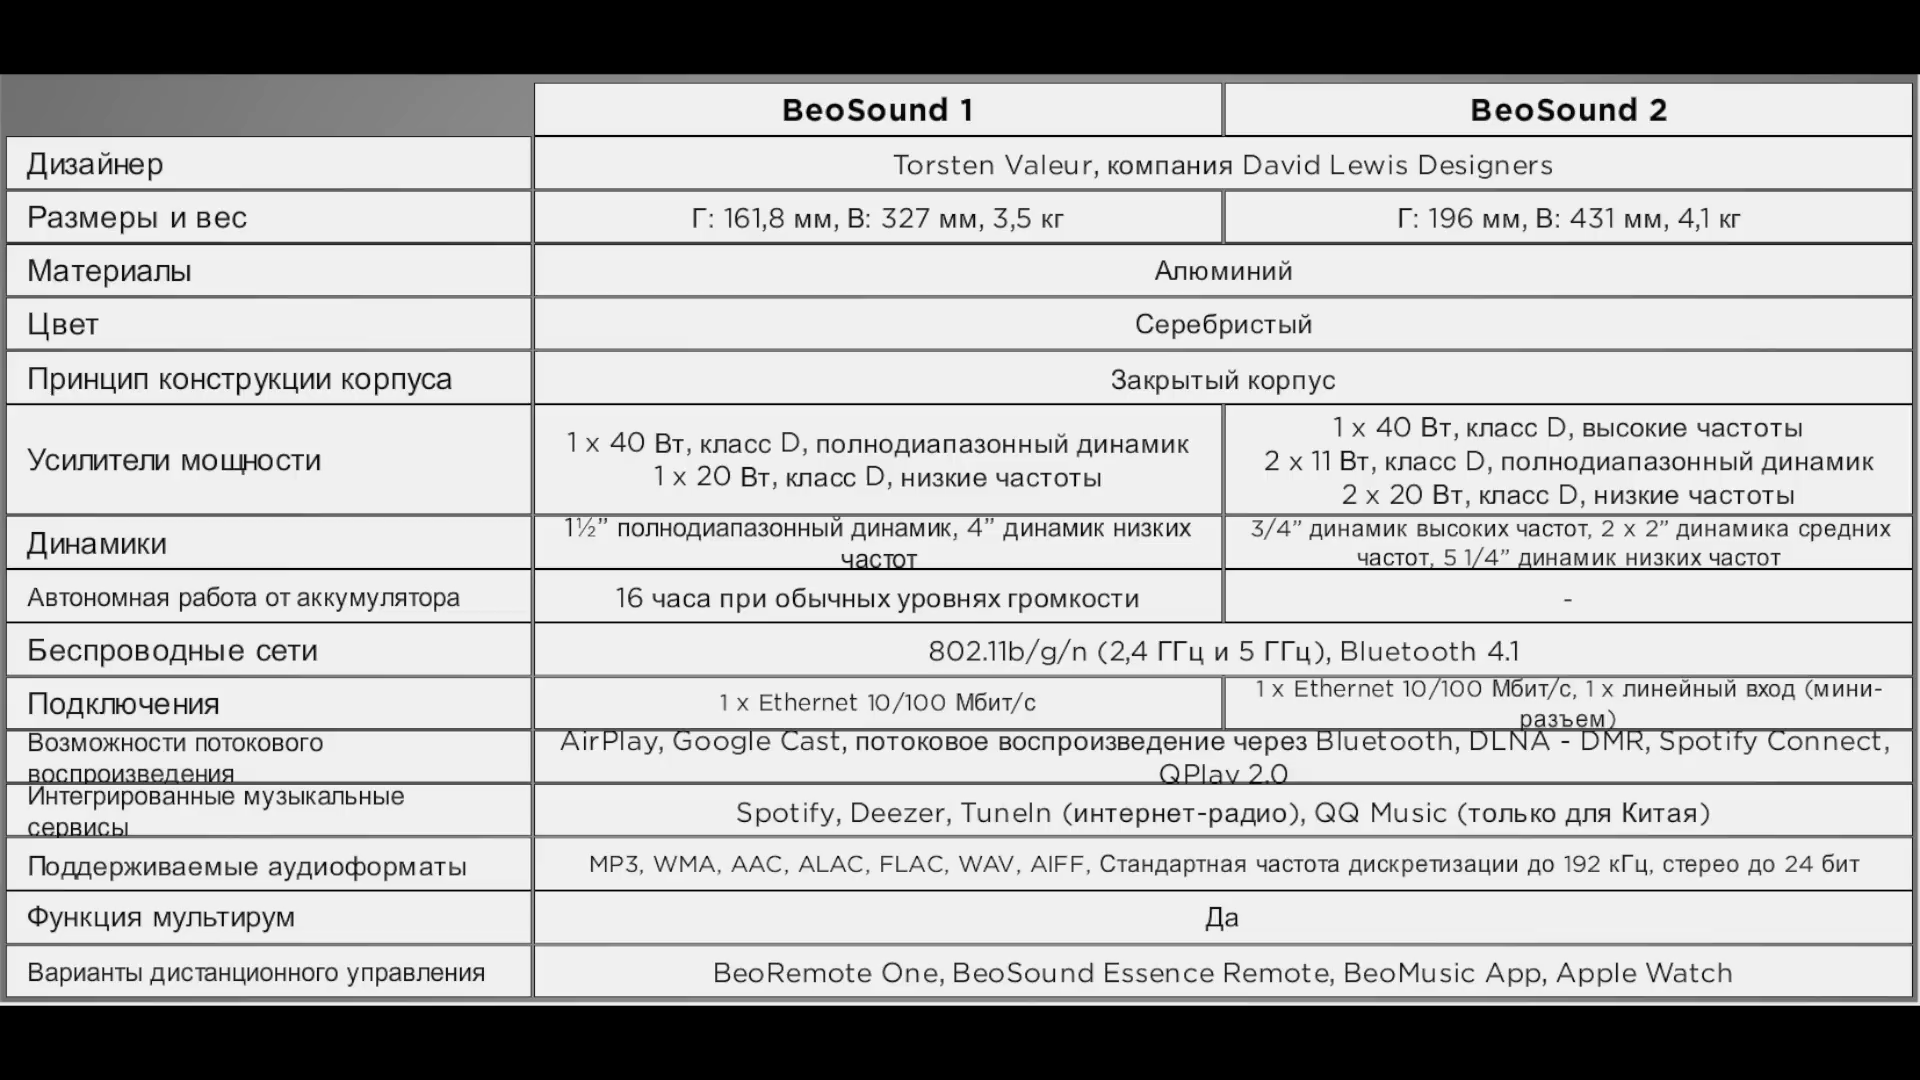 BeoSound 1
BeoSound 2
Дизайнер
Torsten Valeur, компания David Lewis Designers
Размеры и вес
Г: 161,8 мм, В: 327 мм, 3,5 кг
Г: 196 мм, В: 431 мм, 4,1 кг
Материалы
Алюминий
Цвет
Серебристый
Принцип конструкции корпуса
Закрытый корпус
Усилители мощности
1 x 40 Вт, класс D, полнодиапазонный динамик
1 x 20 Вт, класс D, низкие частоты
1 x 40 Вт, класс D, высокие частоты
2 x 11 Вт, класс D, полнодиапазонный динамик
2 x 20 Вт, класс D, низкие частоты
Динамики
1½” полнодиапазонный динамик, 4” динамик низких
частот
3/4” динамик высоких частот, 2 x 2” динамика средних
частот, 5 1/4” динамик низких частот
Автономная работа от аккумулятора
16 часа при обычных уровнях громкости
-
Беспроводные сети
802.11b/g/n (2,4 ГГц и 5 ГГц), Bluetooth 4.1
Подключения
1 x Ethernet 10/100 Мбит/с
1 x Ethernet 10/100 Мбит/с, 1 x линейный вход (мини-
разъем)
Возможности потокового
воспроизведения
AirPlay, Google Cast, потоковое воспроизведение через Bluetooth, DLNA - DMR, Spotify Connect,
QPlay 2.0
Интегрированные музыкальные
сервисы
Spotify, Deezer, TuneIn (интернет-радио), QQ Music (только для Китая)
Поддерживаемые аудиоформаты
MP3, WMA, AAC, ALAC, FLAC, WAV, AIFF, Стандартная частота дискретизации до 192 кГц, стерео до 24 бит
Функция мультирум
Да
Варианты дистанционного управления
BeoRemote One, BeoSound Essence Remote, BeoMusic App, Apple Watch